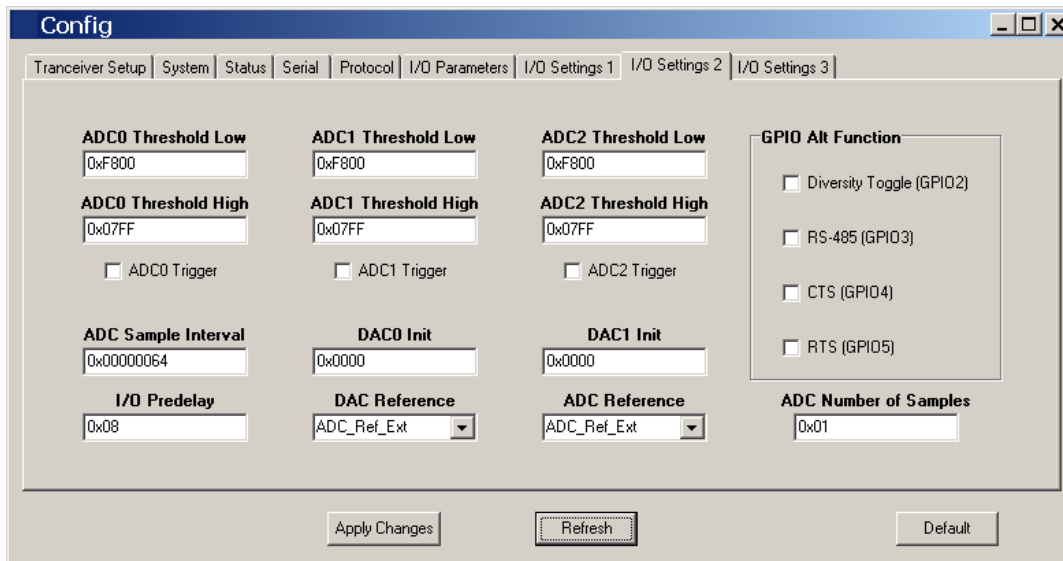 Config
Tranceiver Setup System Status Serial Protocol I/O Parameters I/O Settings 1 I/O Settings 2 I/O Settings 3
ADC0 Threshold Low ADC1 Threshold Low ADC2 Threshold Low GPIO Alt Function
0xF800 0xF800 0xF800
Diversity Toggle (GPIO2)
ADC0 Threshold High ADC1 Threshold High ADC2 Threshold High
0x07FF 0x07FF 0x07FF
RS-485 (GPIO3)
ADC0 Trigger ADC1 Trigger ADC2 Trigger
CTS (GPIO4)
ADC Sample Interval DAC0 Init DAC1 Init
RTS (GPIO5)
0x00000064 0x0000 0x0000
I/O Predelay DAC Reference ADC Reference ADC Number of Samples
0x08 ADC_Ref_Ext ADC_Ref_Ext 0x01
Apply Changes Refresh Default